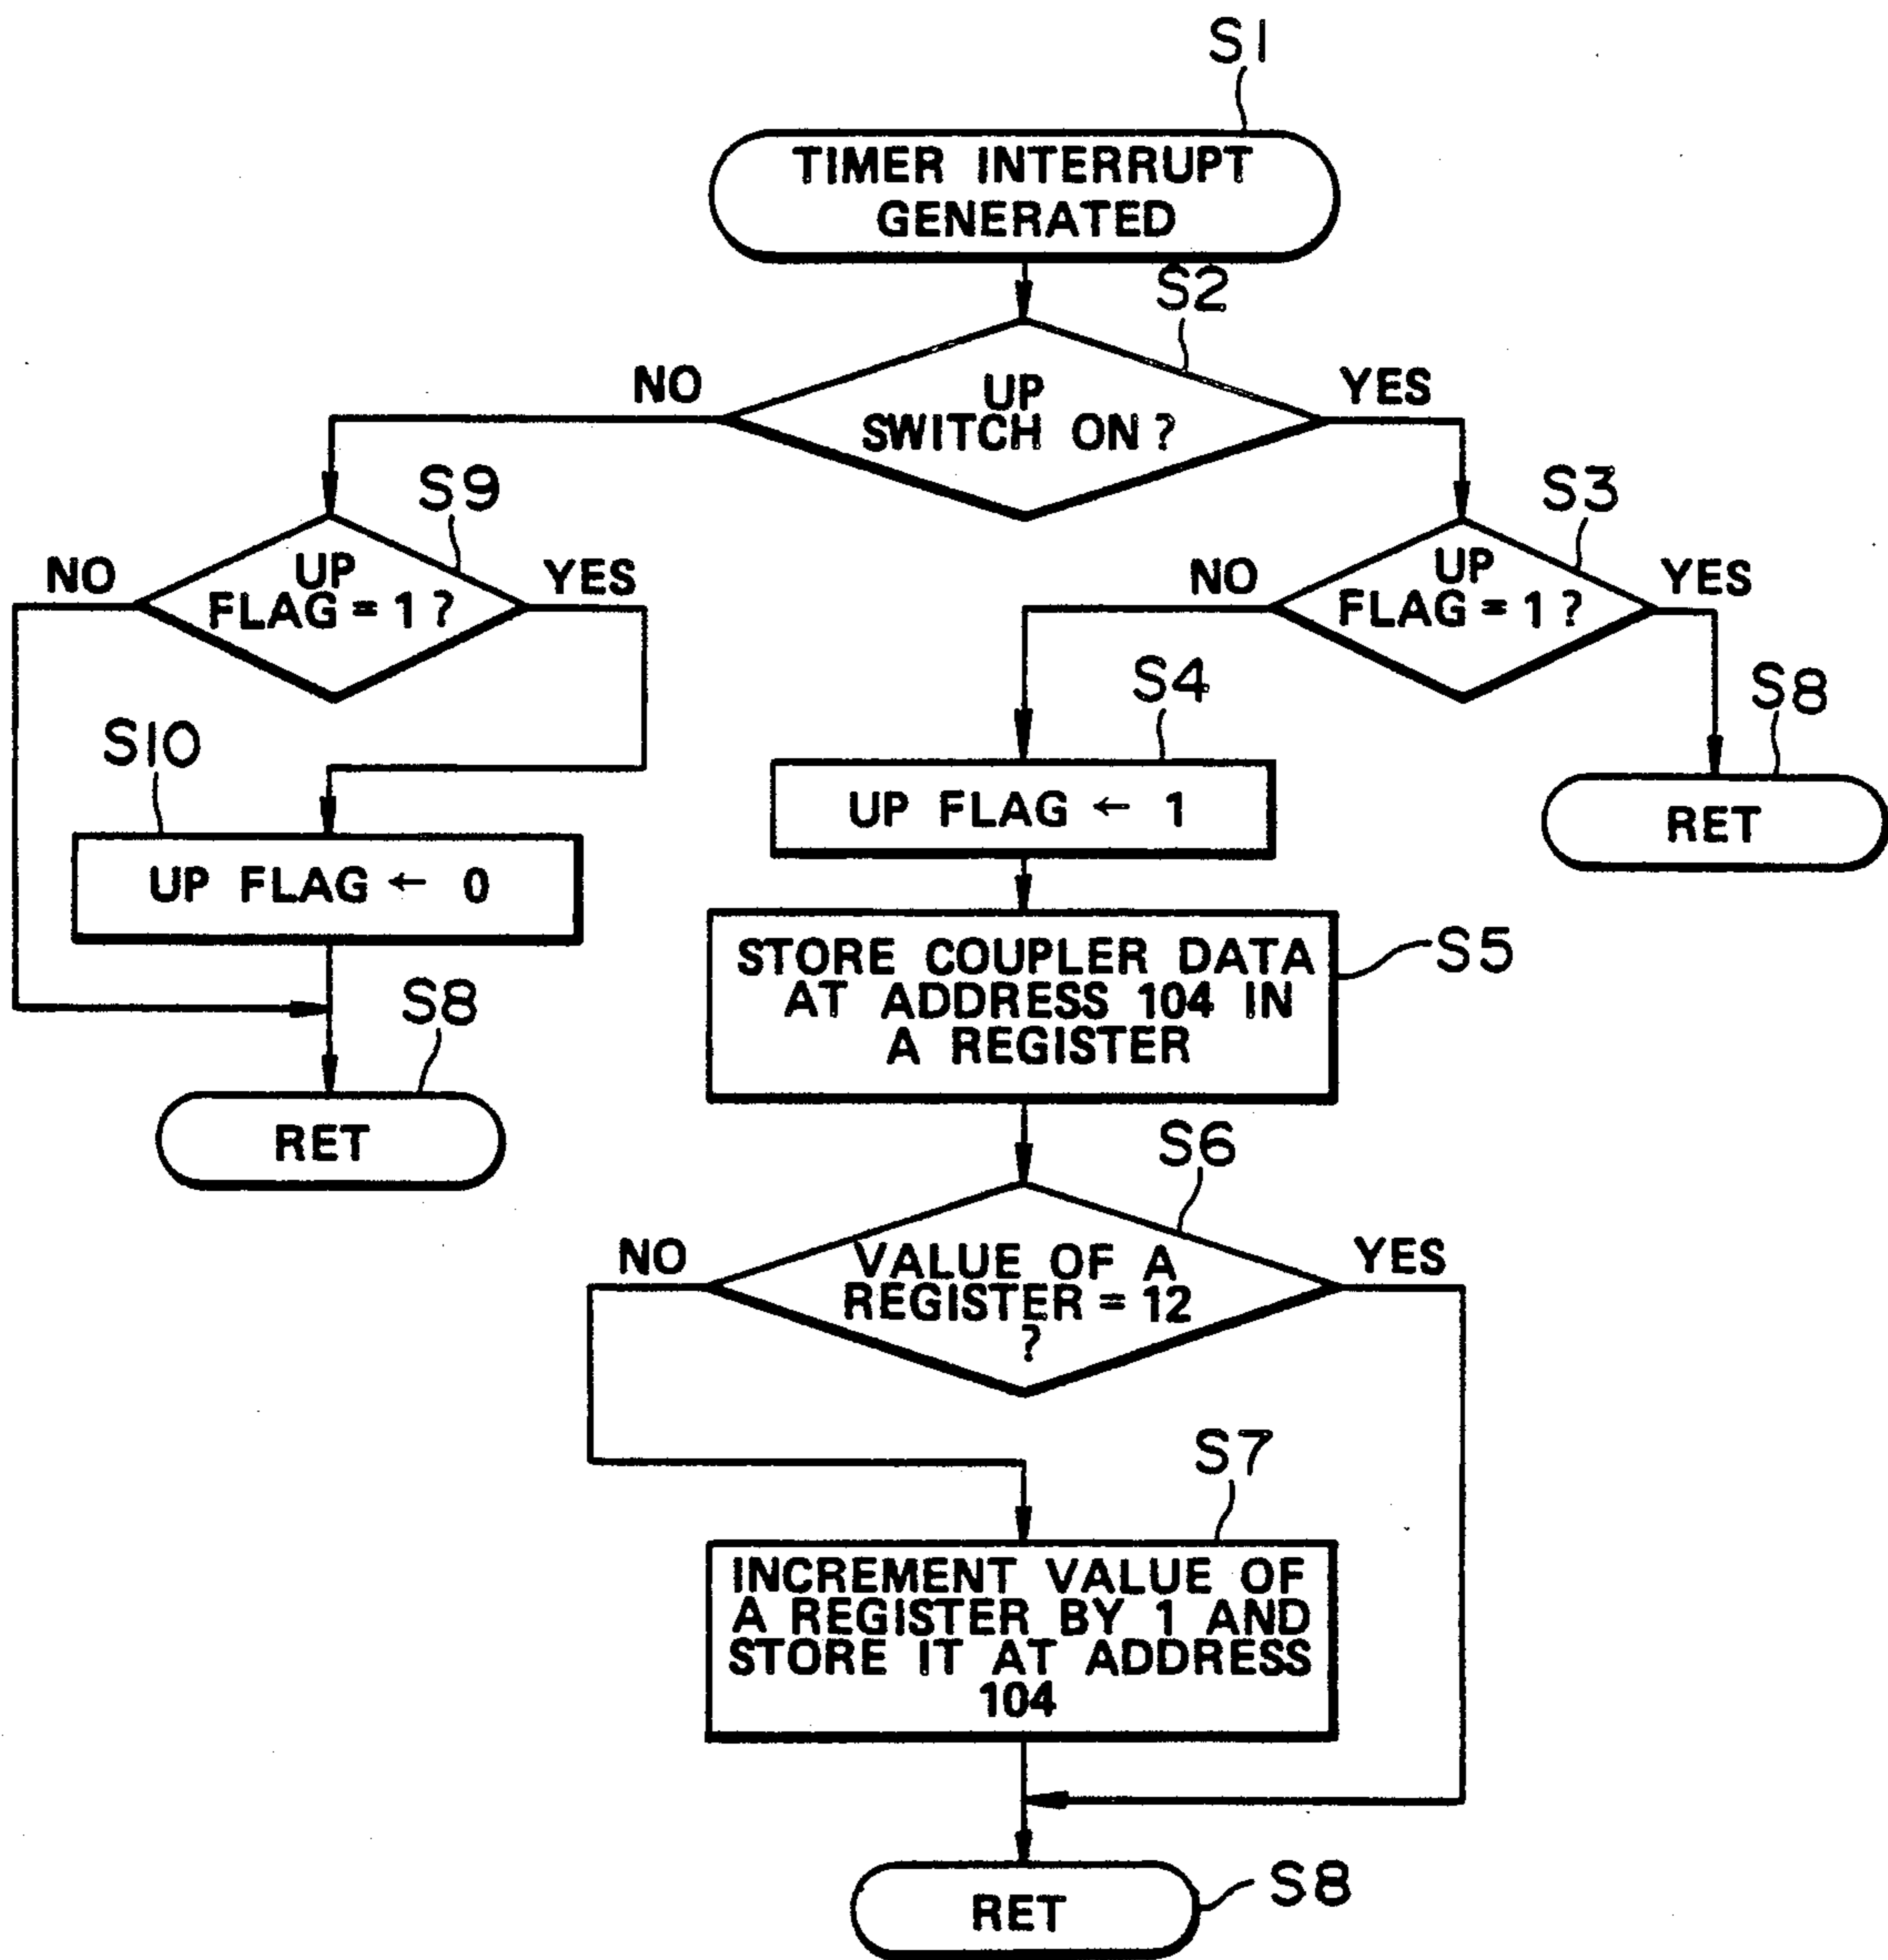 S1
TIMER INTERRUPT
GENERATED
S2
NO
YES
UP
SWITCH ON ?
S9
S3
NO
YES
UP
FLAG = 1 ?
NO
YES
UP
FLAG = 1 ?
S4
S8
S10
UP FLAG ← 1
RET
UP FLAG ← 0
S5
STORE COUPLER DATA
AT ADDRESS 104 IN
A REGISTER
S8
RET
S6
NO
YES
VALUE OF A
REGISTER = 12
?
S7
INCREMENT VALUE OF
A REGISTER BY 1 AND
STORE IT AT ADDRESS
104
RET
S8